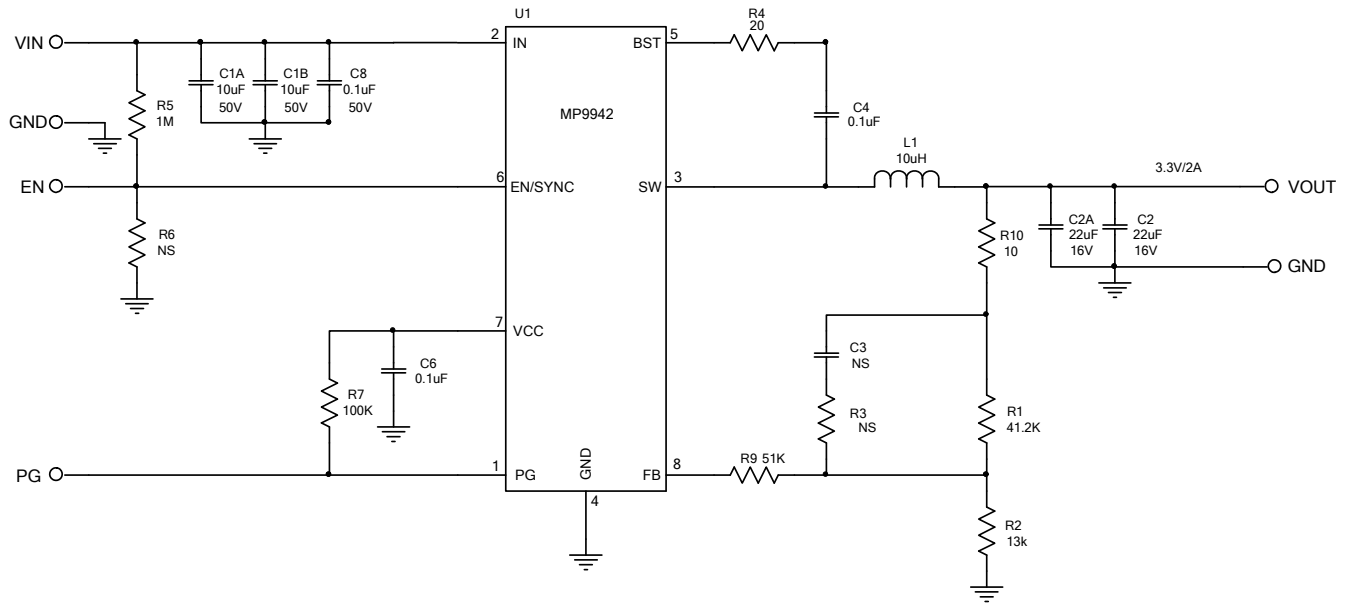 U1
VIN
2
IN
BST
5
R4
20
C1A
10uF
50V
C1B
10uF
50V
C8
0.1uF
50V
R5
1M
GND
MP9942
C4
0.1uF
L1
10uH
3.3V/2A
EN
6
EN/SYNC
SW
3
VOUT
R6
NS
R10
10
C2A
22uF
16V
C2
22uF
16V
GND
7
VCC
C6
0.1uF
R7
100K
C3
NS
R3
NS
R1
41.2K
PG
1
PG
GND
4
FB
8
R9 51K
R2
13k